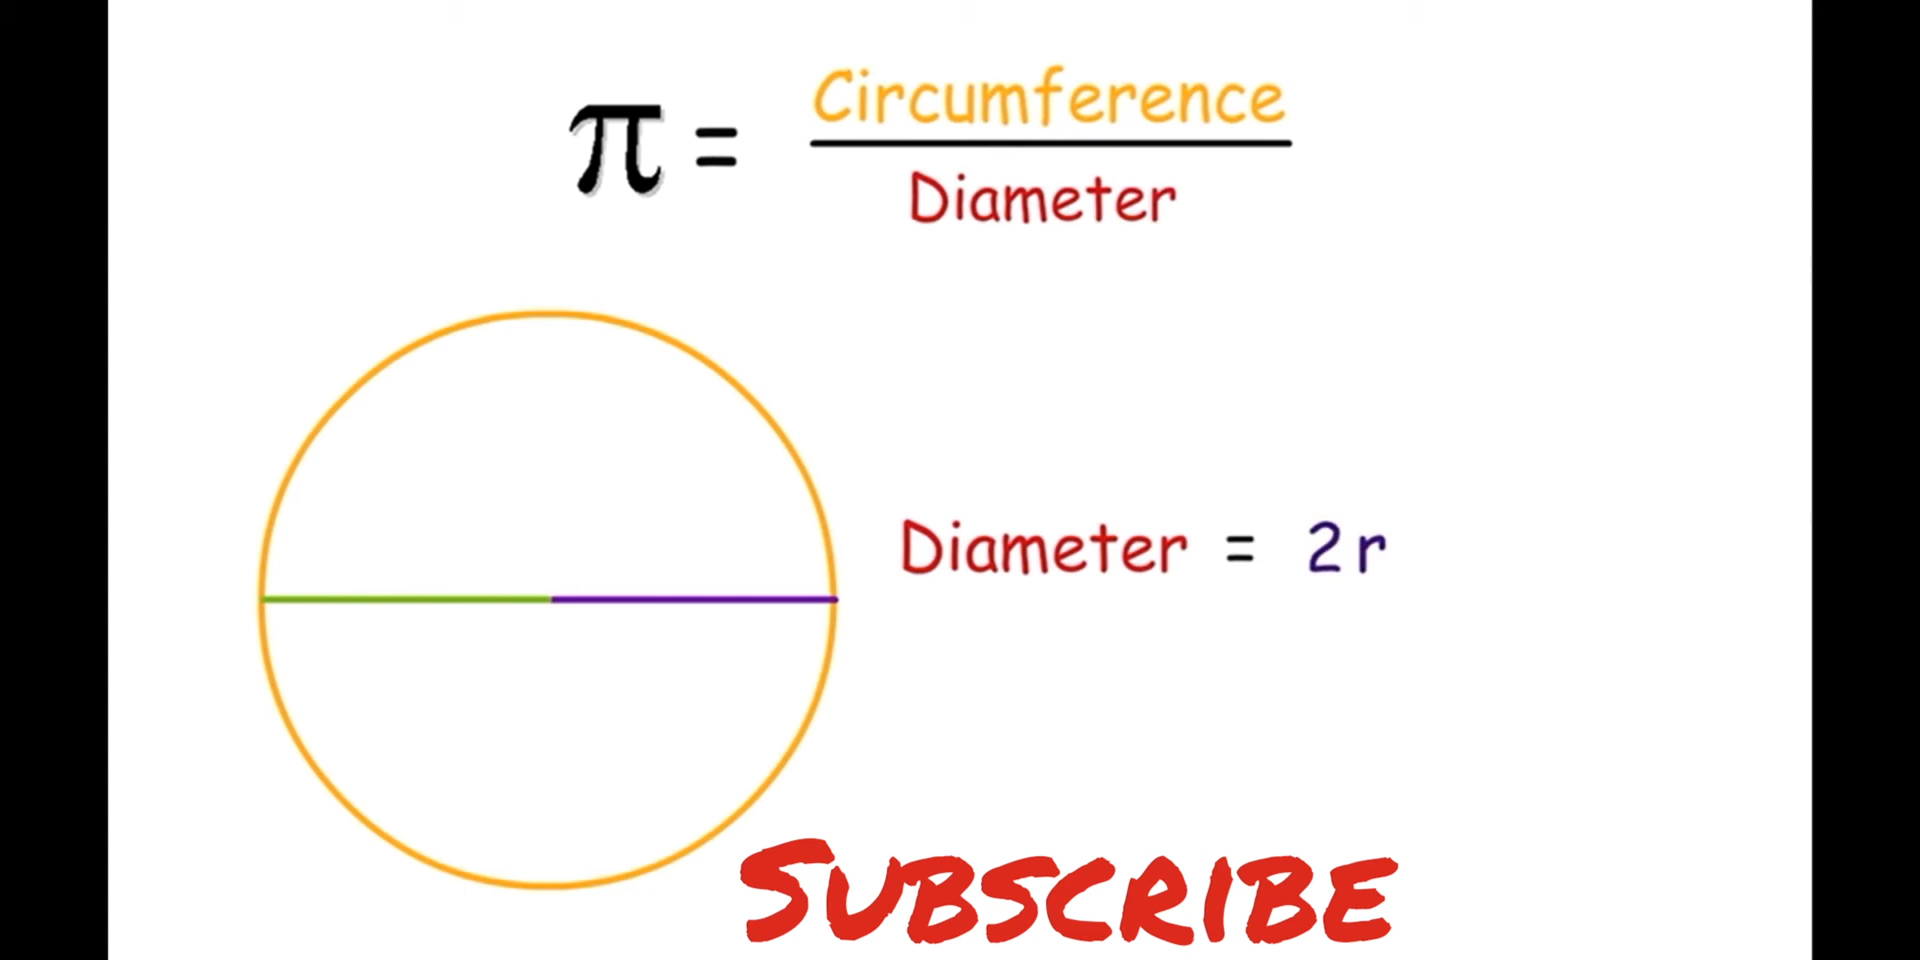 π = Circumference
Diameter
Diameter = 2r
SUBSCRIBE